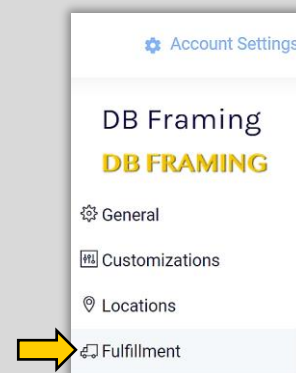 Account Settings
DB Framing
DB FRAMING
General
Customizations
Locations
Fulfillment